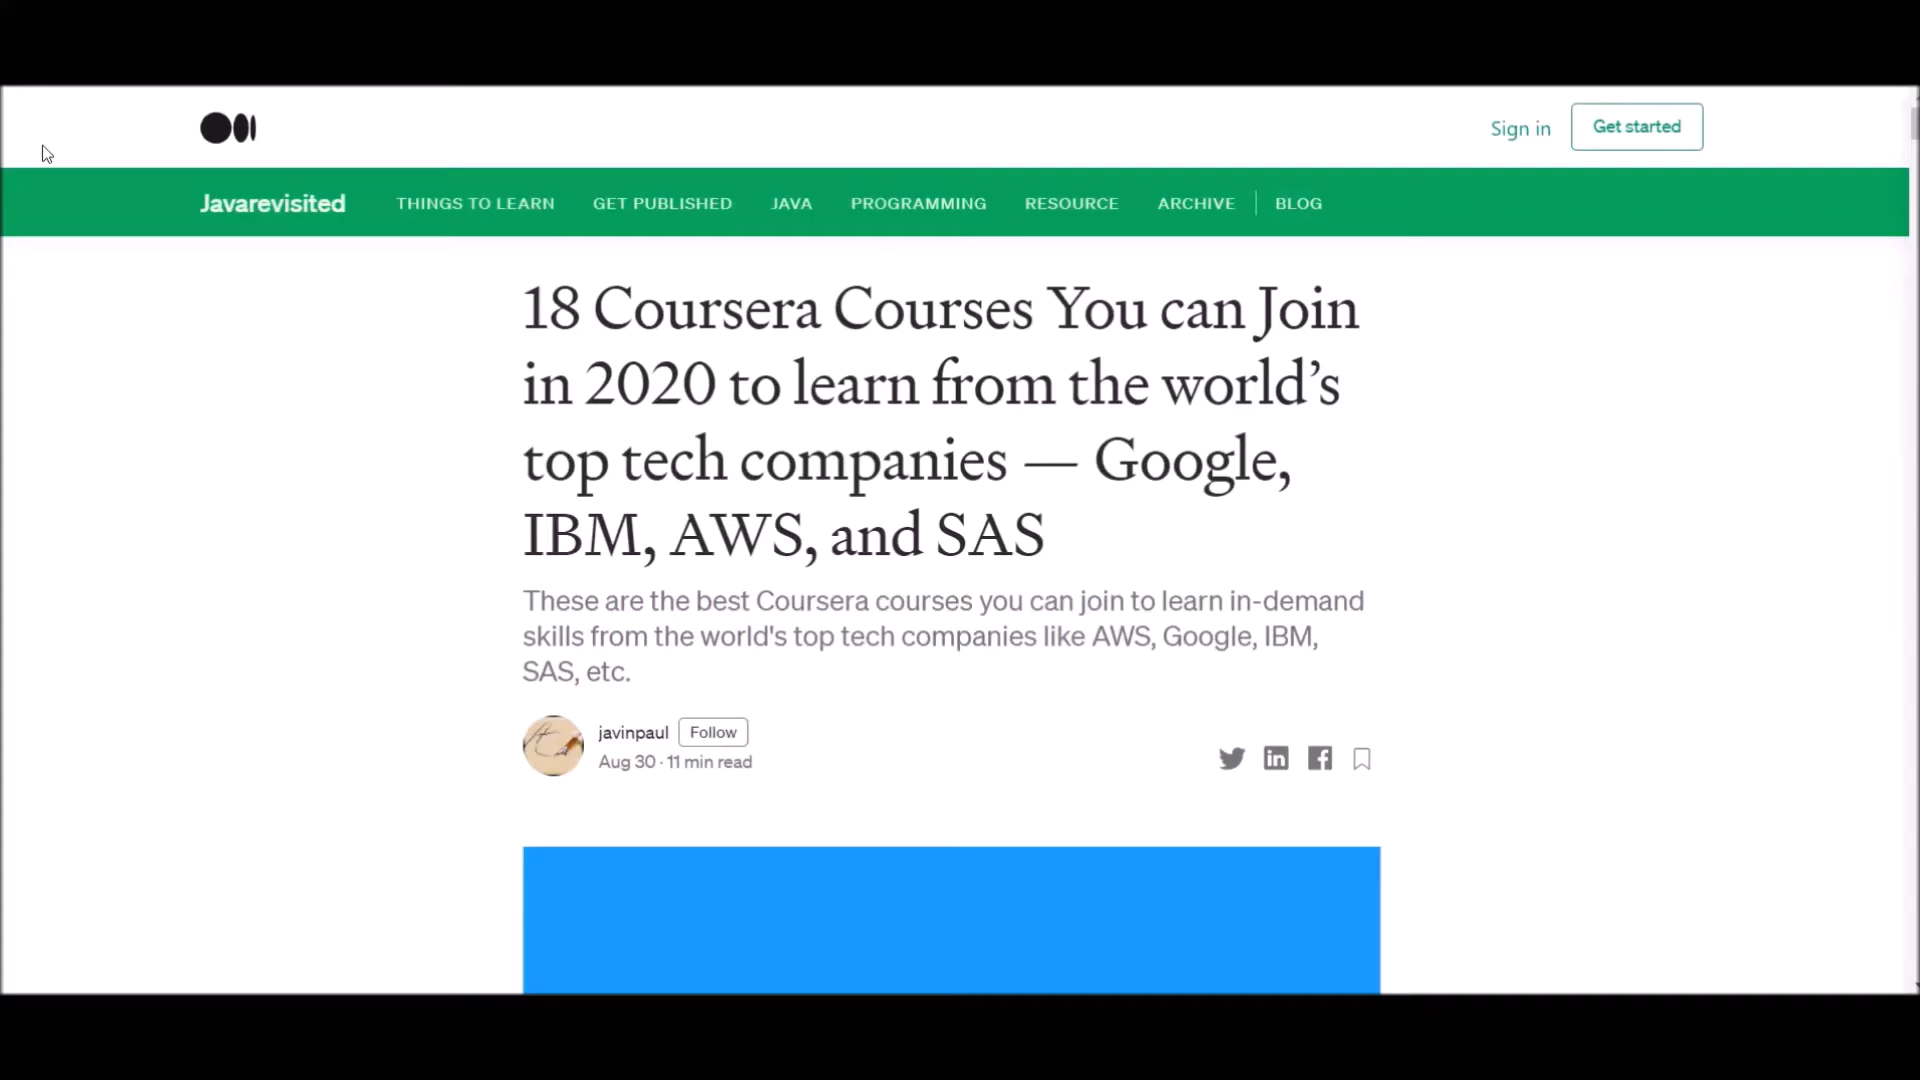 Sign in
Get started
Javarevisited
THINGS TO LEARN
GET PUBLISHED
JAVA
PROGRAMMING
RESOURCE
ARCHIVE
BLOG
18 Coursera Courses You can Join
in 2020 to learn from the world’s
top tech companies — Google,
IBM, AWS, and SAS
These are the best Coursera courses you can join to learn in-demand
skills from the world's top tech companies like AWS, Google, IBM,
SAS, etc.
javinpaul
Follow
Aug 30 · 11 min read